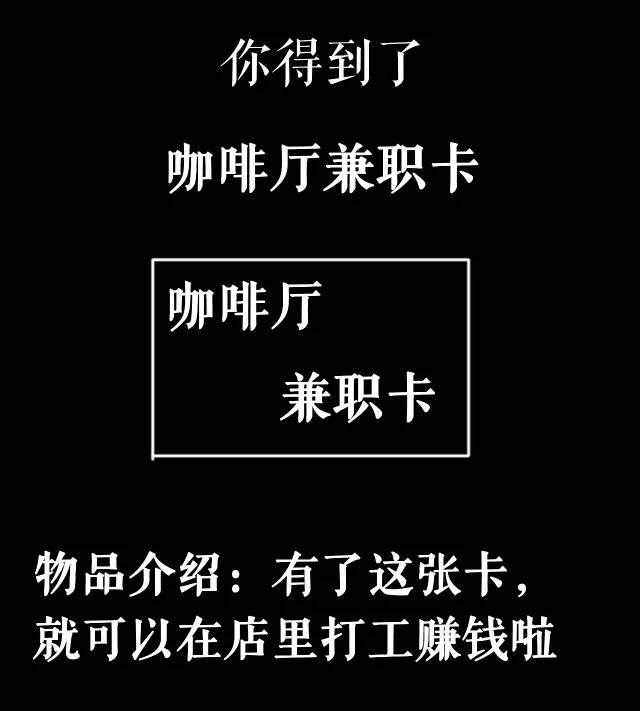 你得到了
咖啡厅兼职卡
咖啡厅
兼职卡
物品介绍：有了这张卡，
就可以在店里打工赚钱啦